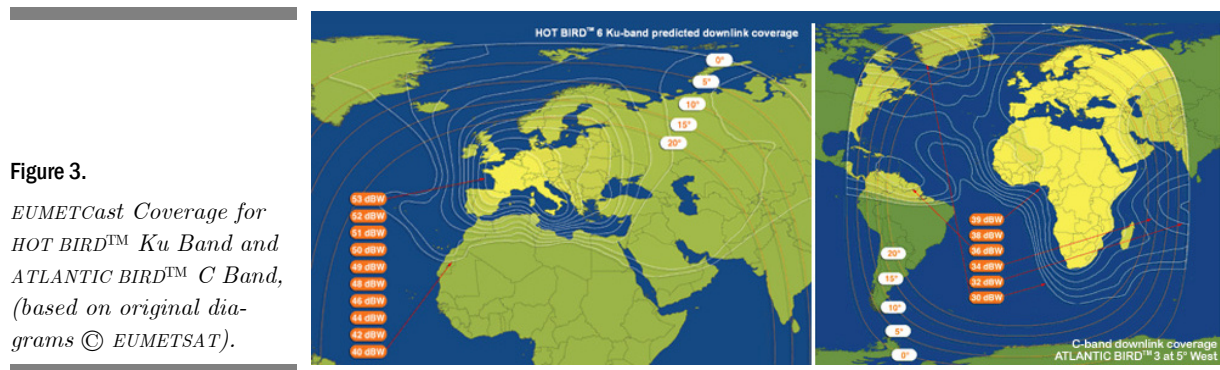 Figure 3.
EUMETCast Coverage for
HOT BIRD™ Ku Band and
ATLANTIC BIRD™ C Band,
(based on original dia-
grams © EUMETSAT).
HOT BIRD™ 6 Ku-band predicted downlink coverage
0°
5°
10°
15°
20°
53 dBW
52 dBW
51 dBW
50 dBW
49 dBW
48 dBW
46 dBW
44 dBW
42 dBW
40 dBW
39 dBW
38 dBW
36 dBW
34 dBW
32 dBW
30 dBW
20°
15°
10°
5°
0°
C-band downlink coverage
ATLANTIC BIRD™ 3 at 5° West